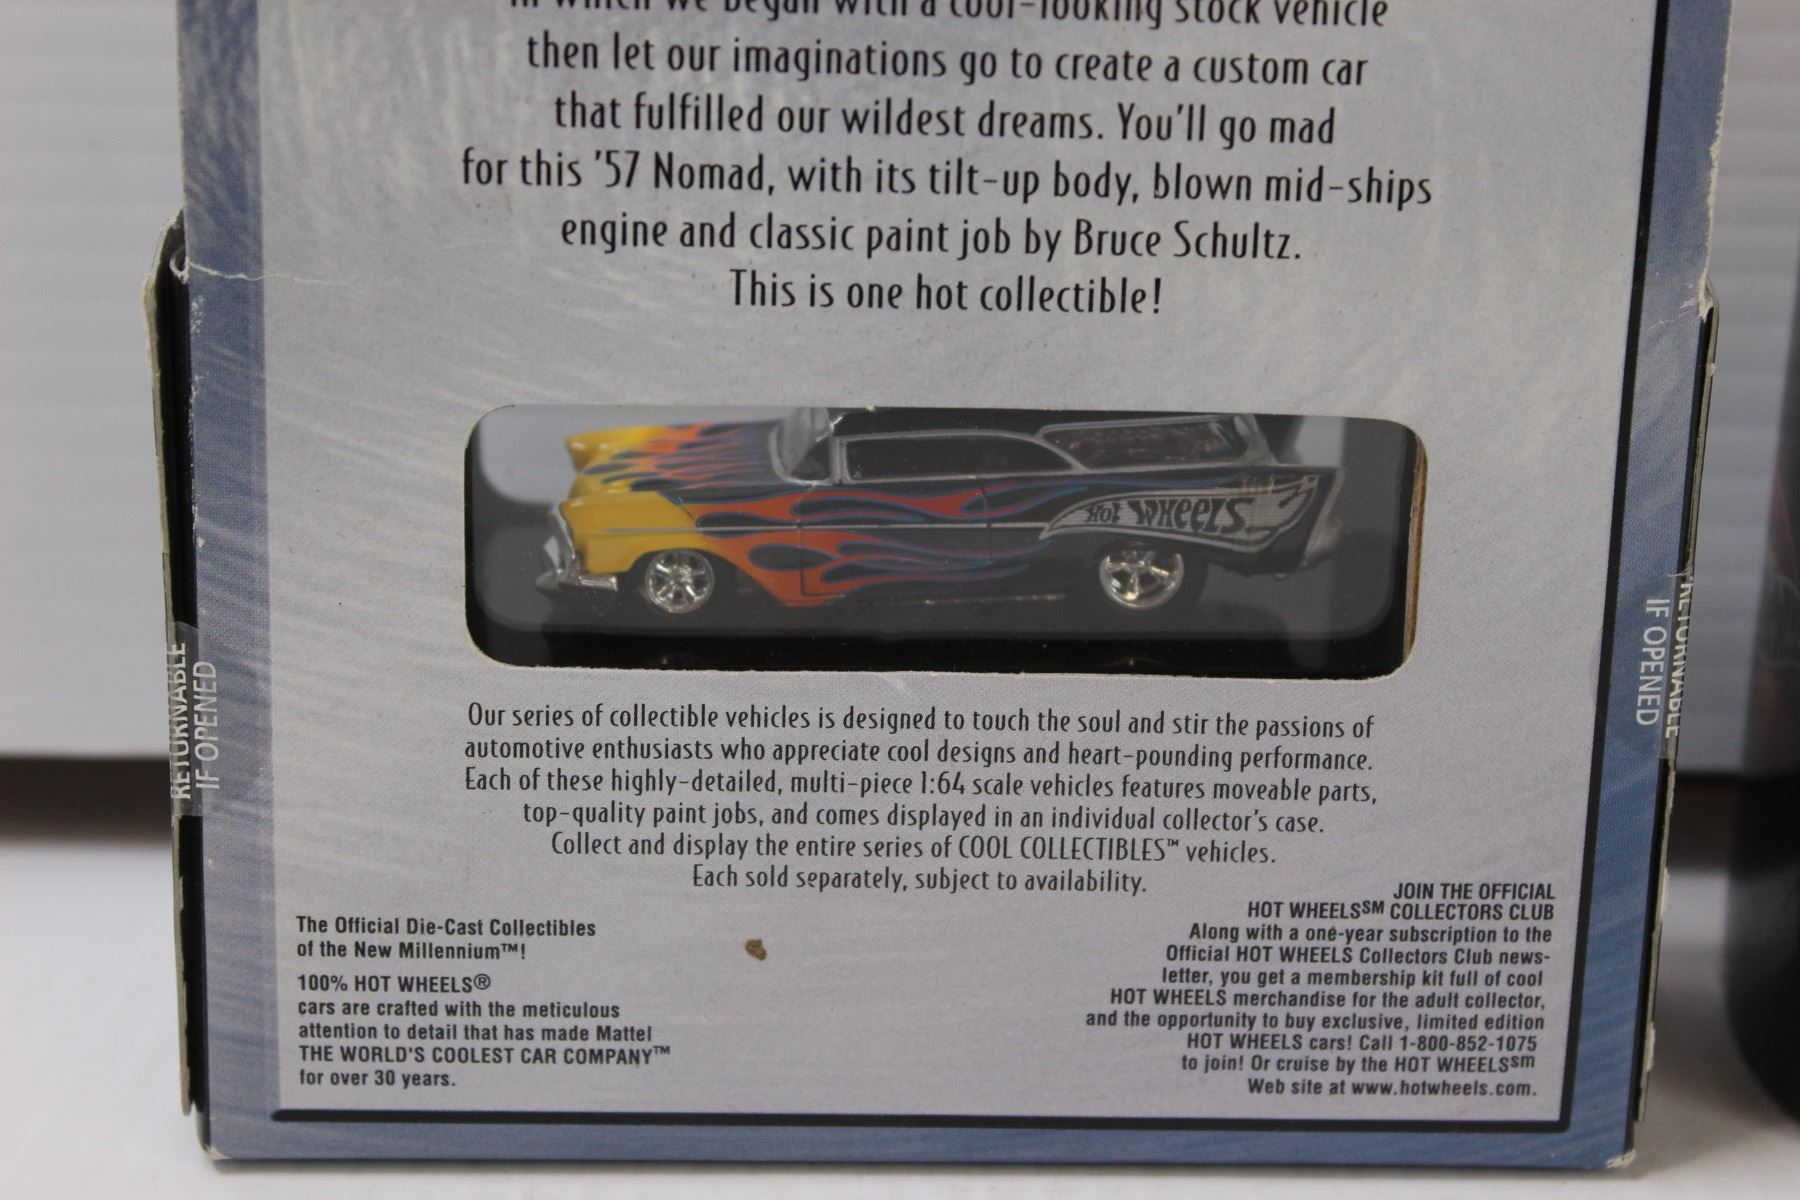 in which we began with a cool-looking stock vehicle
then let our imaginations go to create a custom car
that fulfilled our wildest dreams. You'll go mad
for this '57 Nomad, with its tilt-up body, blown mid-ships
engine and classic paint job by Bruce Schultz.
This is one hot collectible!
HOT WHEELS
RETURNABLE
IF OPENED
RETURNABLE
IF OPENED
Our series of collectible vehicles is designed to touch the soul and stir the passions of
automotive enthusiasts who appreciate cool designs and heart-pounding performance.
Each of these highly-detailed, multi-piece 1:64 scale vehicles features moveable parts,
top-quality paint jobs, and comes displayed in an individual collector's case.
Collect and display the entire series of COOL COLLECTIBLES™ vehicles.
Each sold separately, subject to availability.
The Official Die-Cast Collectibles
of the New Millennium™!
100% HOT WHEELS®
cars are crafted with the meticulous
attention to detail that has made Mattel
THE WORLD'S COOLEST CAR COMPANY™
for over 30 years.
JOIN THE OFFICIAL
HOT WHEELSSM COLLECTORS CLUB
Along with a one-year subscription to the
Official HOT WHEELS Collectors Club news-
letter, you get a membership kit full of cool
HOT WHEELS merchandise for the adult collector,
and the opportunity to buy exclusive, limited edition
HOT WHEELS cars! Call 1-800-852-1075
to join! Or cruise by the HOT WHEELSsm
Web site at www.hotwheels.com.